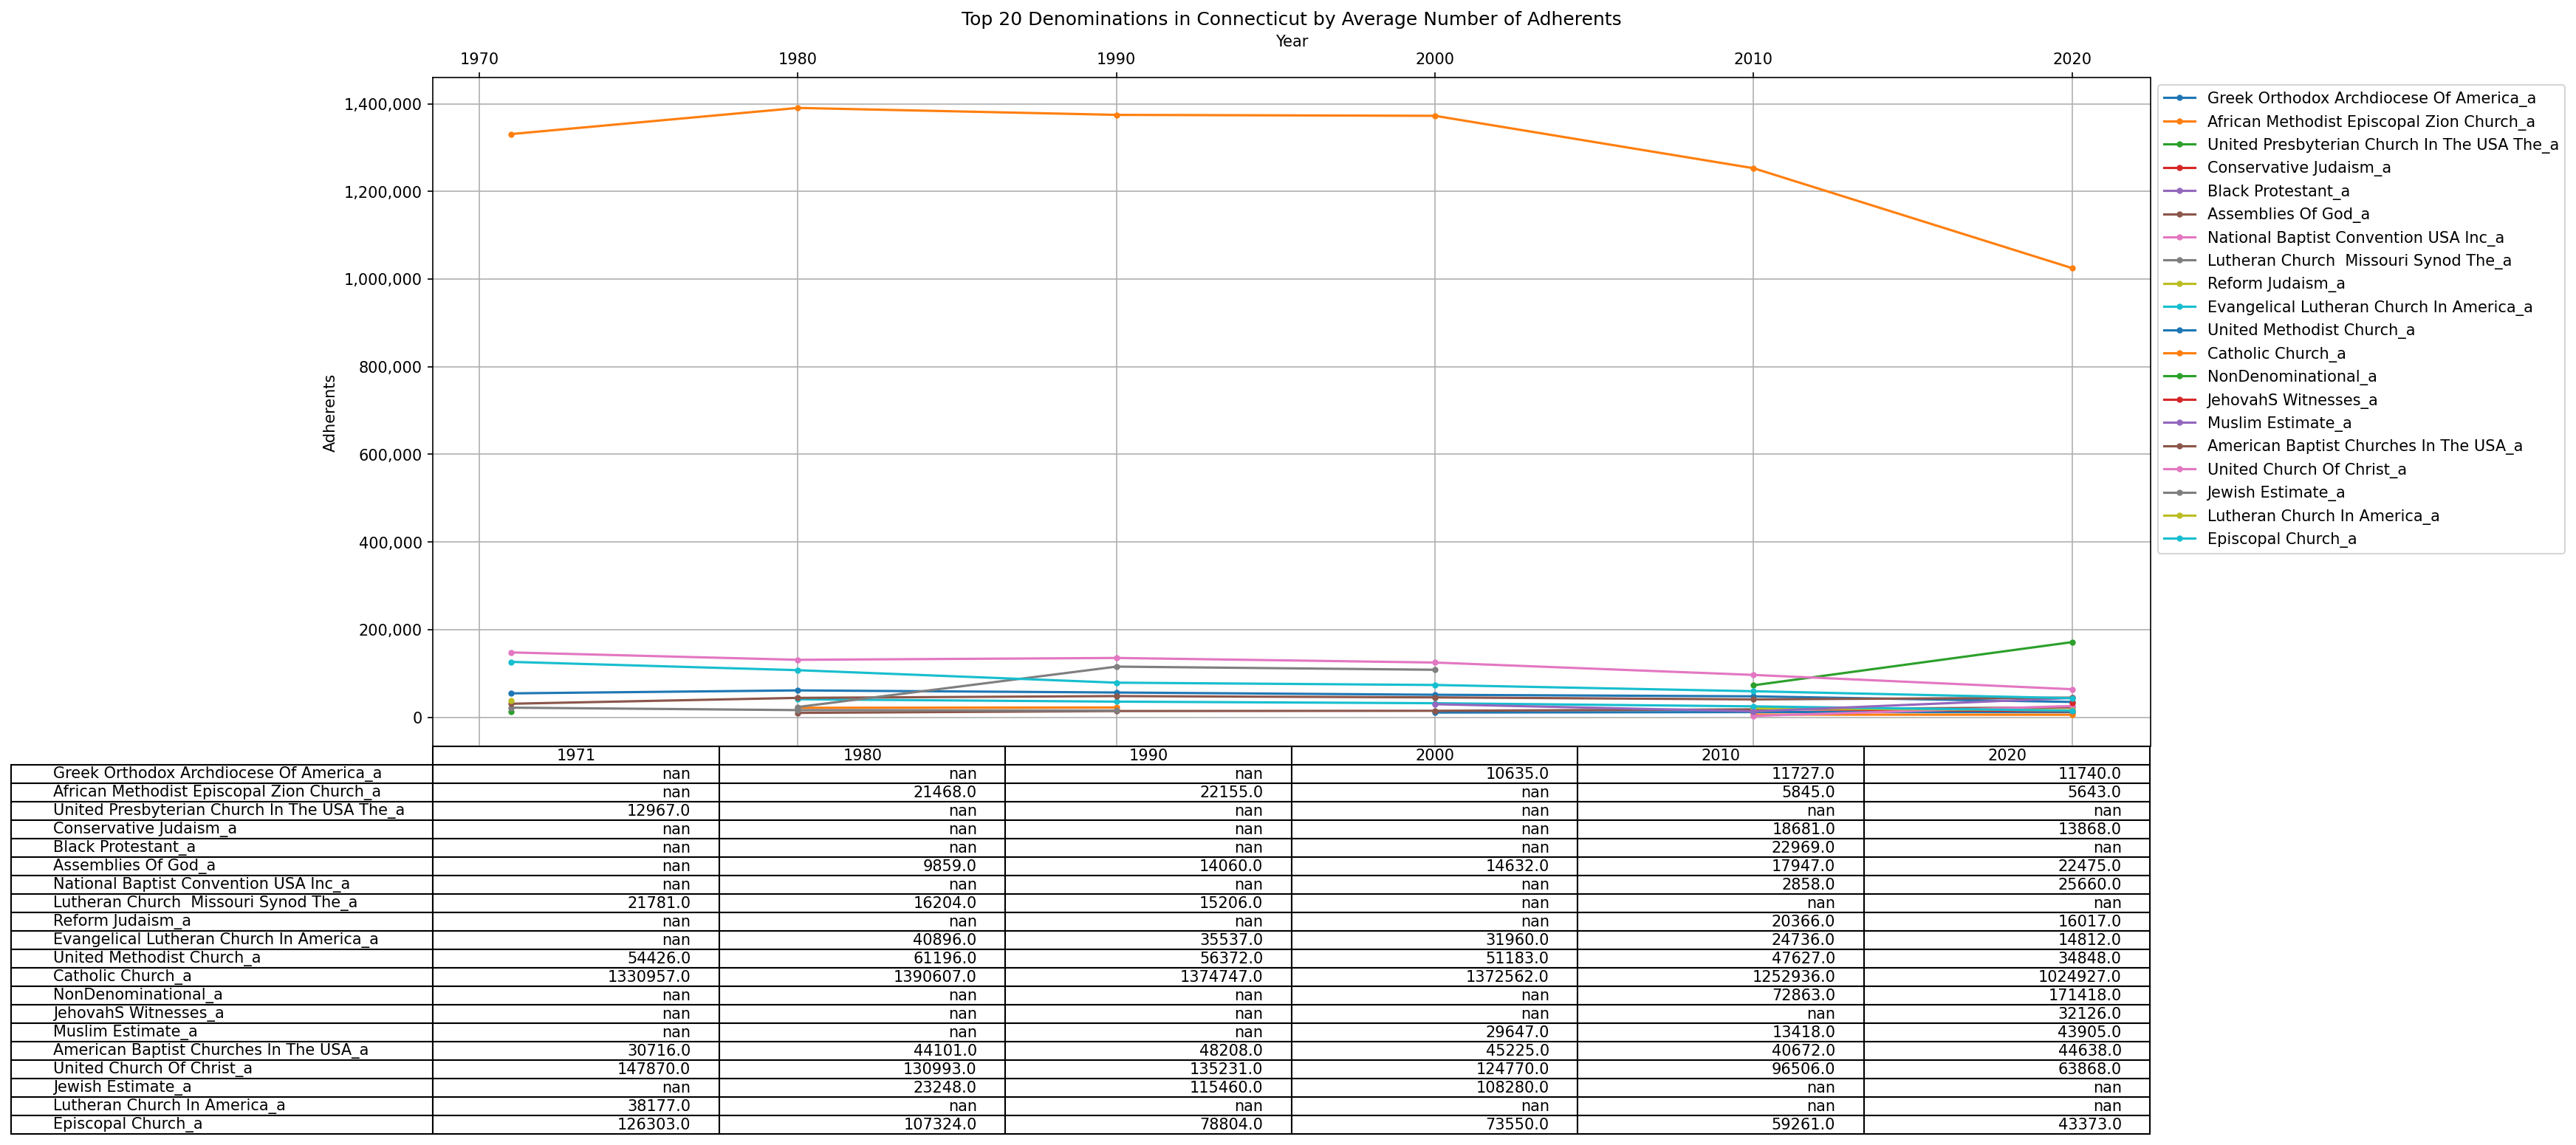 Top 20 Denominations in Connecticut by Average Number of Adherents
Year
1970 1980 1990 2000 2010 2020
1,400,000
1,200,000
1,000,000
800,000
600,000
400,000
200,000
0
Adherents
Greek Orthodox Archdiocese Of America_a
African Methodist Episcopal Zion Church_a
United Presbyterian Church In The USA The_a
Conservative Judaism_a
Black Protestant_a
Assemblies Of God_a
National Baptist Convention USA Inc_a
Lutheran Church  Missouri Synod The_a
Reform Judaism_a
Evangelical Lutheran Church In America_a
United Methodist Church_a
Catholic Church_a
NonDenominational_a
JehovahS Witnesses_a
Muslim Estimate_a
American Baptist Churches In The USA_a
United Church Of Christ_a
Jewish Estimate_a
Lutheran Church In America_a
Episcopal Church_a
1971 1980 1990 2000 2010 2020
Greek Orthodox Archdiocese Of America_a nan nan nan 10635.0 11727.0 11740.0
African Methodist Episcopal Zion Church_a nan 21468.0 22155.0 nan 5845.0 5643.0
United Presbyterian Church In The USA The_a 12967.0 nan nan nan nan nan
Conservative Judaism_a nan nan nan nan 18681.0 13868.0
Black Protestant_a nan nan nan nan 22969.0 nan
Assemblies Of God_a nan 9859.0 14060.0 14632.0 17947.0 22475.0
National Baptist Convention USA Inc_a nan nan nan nan 2858.0 25660.0
Lutheran Church  Missouri Synod The_a 21781.0 16204.0 15206.0 nan nan nan
Reform Judaism_a nan nan nan nan 20366.0 16017.0
Evangelical Lutheran Church In America_a nan 40896.0 35537.0 31960.0 24736.0 14812.0
United Methodist Church_a 54426.0 61196.0 56372.0 51183.0 47627.0 34848.0
Catholic Church_a 1330957.0 1390607.0 1374747.0 1372562.0 1252936.0 1024927.0
NonDenominational_a nan nan nan nan 72863.0 171418.0
JehovahS Witnesses_a nan nan nan nan nan 32126.0
Muslim Estimate_a nan nan nan 29647.0 13418.0 43905.0
American Baptist Churches In The USA_a 30716.0 44101.0 48208.0 45225.0 40672.0 44638.0
United Church Of Christ_a 147870.0 130993.0 135231.0 124770.0 96506.0 63868.0
Jewish Estimate_a nan 23248.0 115460.0 108280.0 nan nan
Lutheran Church In America_a 38177.0 nan nan nan nan nan
Episcopal Church_a 126303.0 107324.0 78804.0 73550.0 59261.0 43373.0